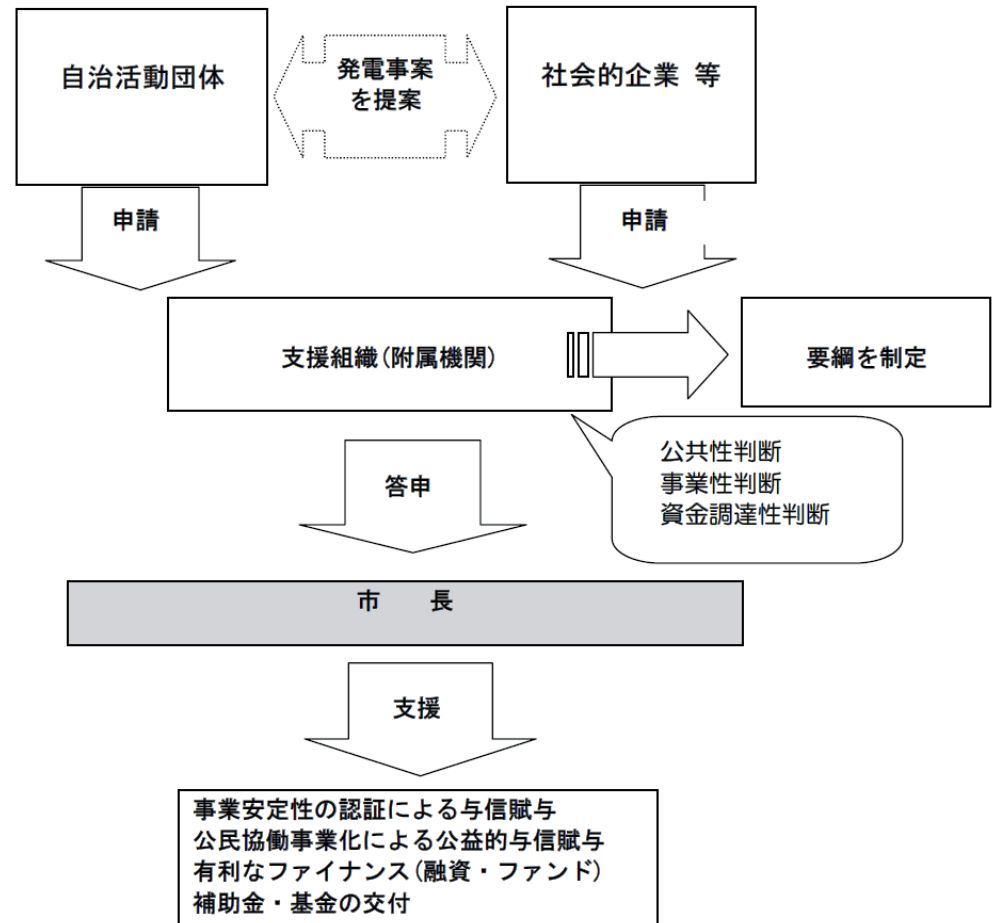 自治活動団体
発電事案
を提案
社会的企業 等
申請
申請
支援組織(附属機関)
要綱を制定
公共性判断
事業性判断
資金調達性判断
答申
市 長
支援
事業安定性の認証による与信賦与
公民協働事業化による公益的与信賦与
有利なファイナンス(融資・ファンド)
補助金・基金の交付